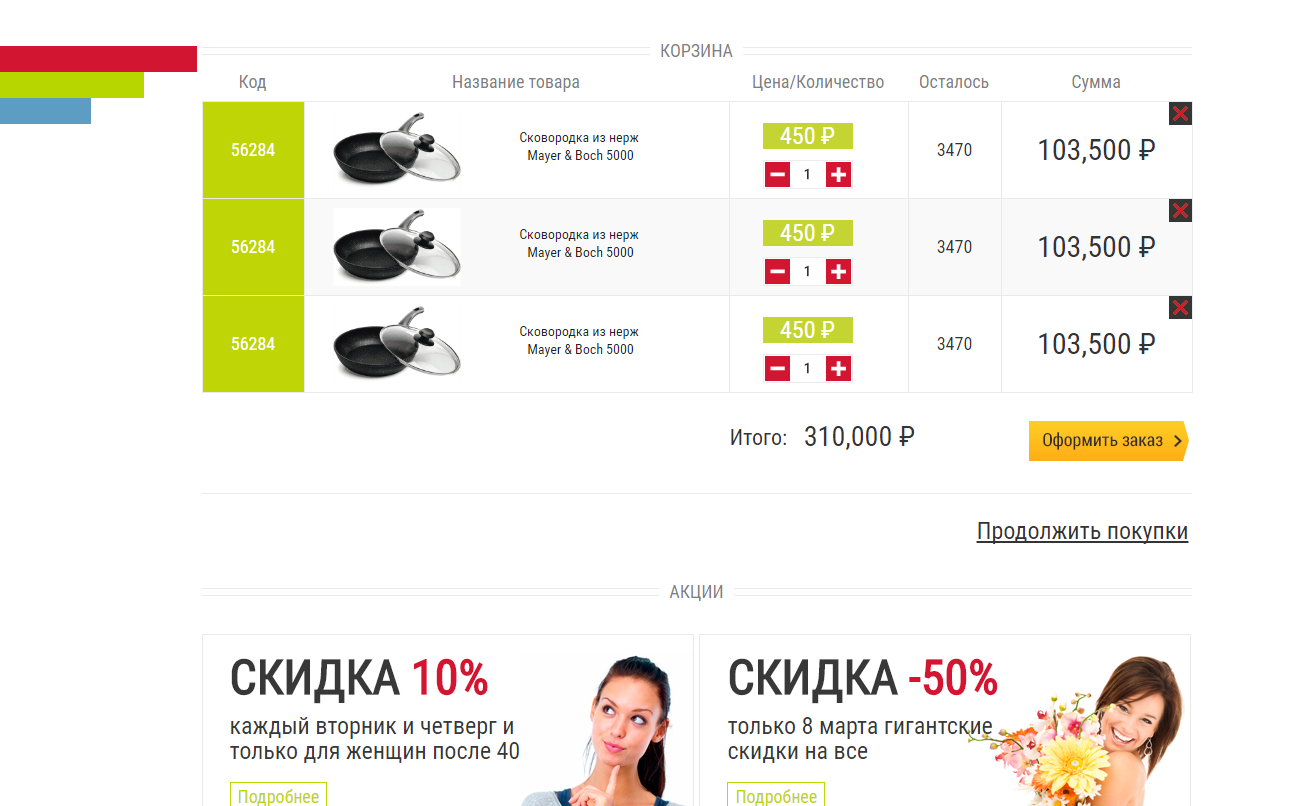 КОРЗИНА
Код Название товара Цена/Количество Осталось Сумма
56284 Сковородка из нерж 450 ₽ 3470 103,500 ₽
Mayer & Boch 5000 1
56284 Сковородка из нерж 450 ₽ 3470 103,500 ₽
Mayer & Boch 5000 1
56284 Сковородка из нерж 450 ₽ 3470 103,500 ₽
Mayer & Boch 5000 1
Итого: 310,000 ₽ Оформить заказ
Продолжить покупки
АКЦИИ
СКИДКА 10%
каждый вторник и четверг и
только для женщин после 40
Подробнее
СКИДКА -50%
только 8 марта гигантские
скидки на все
Подробнее